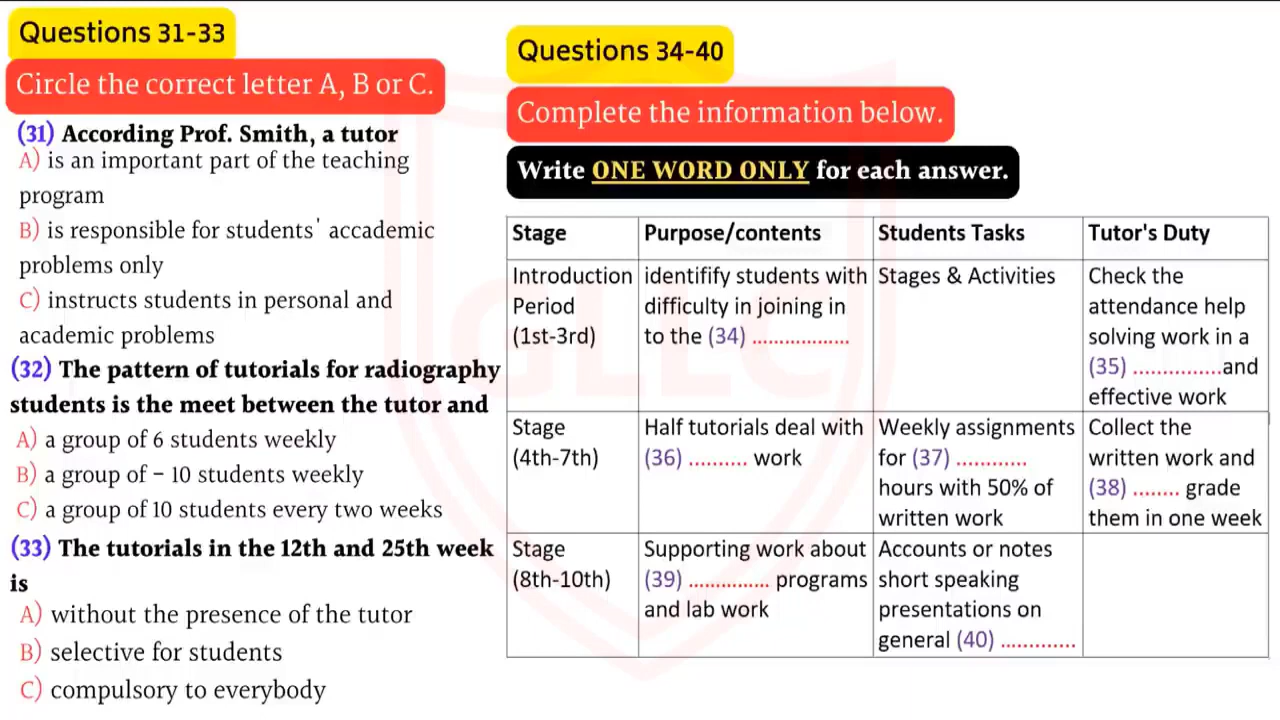 Questions 31-33
Circle the correct letter A, B or C.
(31) According Prof. Smith, a tutor
A) is an important part of the teaching
program
B) is responsible for students' accademic
problems only
C) instructs students in personal and
academic problems
(32) The pattern of tutorials for radiography
students is the meet between the tutor and
A) a group of 6 students weekly
B) a group of – 10 students weekly
C) a group of 10 students every two weeks
(33) The tutorials in the 12th and 25th week
is
A) without the presence of the tutor
B) selective for students
C) compulsory to everybody
Questions 34-40
Complete the information below.
Write ONE WORD ONLY for each answer.
Stage
Purpose/contents
Students Tasks
Tutor's Duty
Introduction
Period
(1st-3rd)
identifify students with
difficulty in joining in
to the (34) ..................
Stages & Activities
Check the
attendance help
solving work in a
(35) ...............and
effective work
Stage
(4th-7th)
Half tutorials deal with
(36) .......... work
Weekly assignments
for (37) ............
hours with 50% of
written work
Collect the
written work and
(38) ........ grade
them in one week
Stage
(8th-10th)
Supporting work about
(39) .............. programs
and lab work
Accounts or notes
short speaking
presentations on
general (40) .............
GLEC